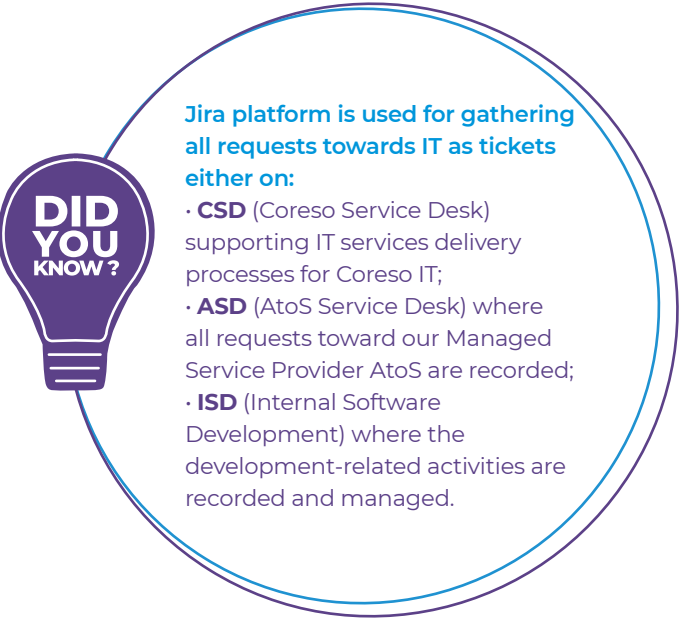 DID
YOU
KNOW ?
Jira platform is used for gathering
all requests towards IT as tickets
either on:
· CSD (Coreso Service Desk)
supporting IT services delivery
processes for Coreso IT;
· ASD (AtoS Service Desk) where
all requests toward our Managed
Service Provider AtoS are recorded;
· ISD (Internal Software
Development) where the
development-related activities are
recorded and managed.